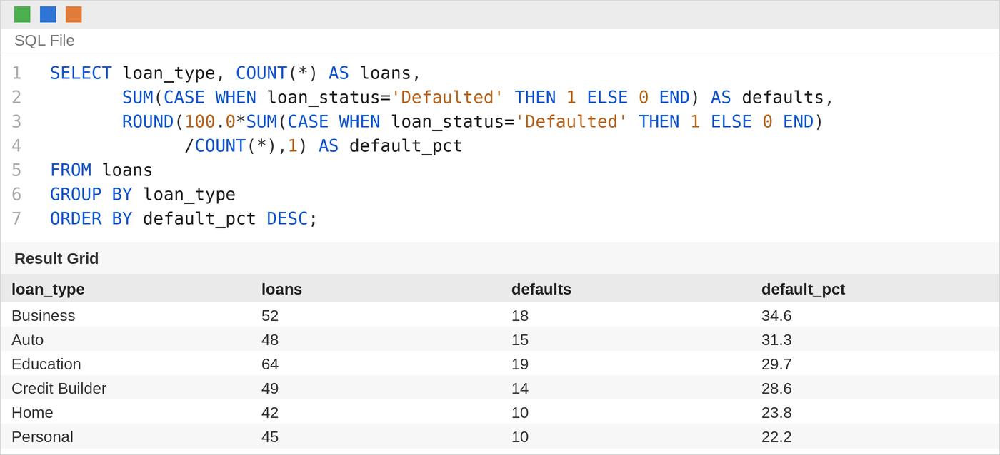 SQL File
1 SELECT loan_type, COUNT(*) AS loans,
2 SUM(CASE WHEN loan_status='Defaulted' THEN 1 ELSE 0 END) AS defaults,
3 ROUND(100.0*SUM(CASE WHEN loan_status='Defaulted' THEN 1 ELSE 0 END)
4 /COUNT(*),1) AS default_pct
5 FROM loans
6 GROUP BY loan_type
7 ORDER BY default_pct DESC;
Result Grid
loan_type loans defaults default_pct
Business 52 18 34.6
Auto 48 15 31.3
Education 64 19 29.7
Credit Builder 49 14 28.6
Home 42 10 23.8
Personal 45 10 22.2